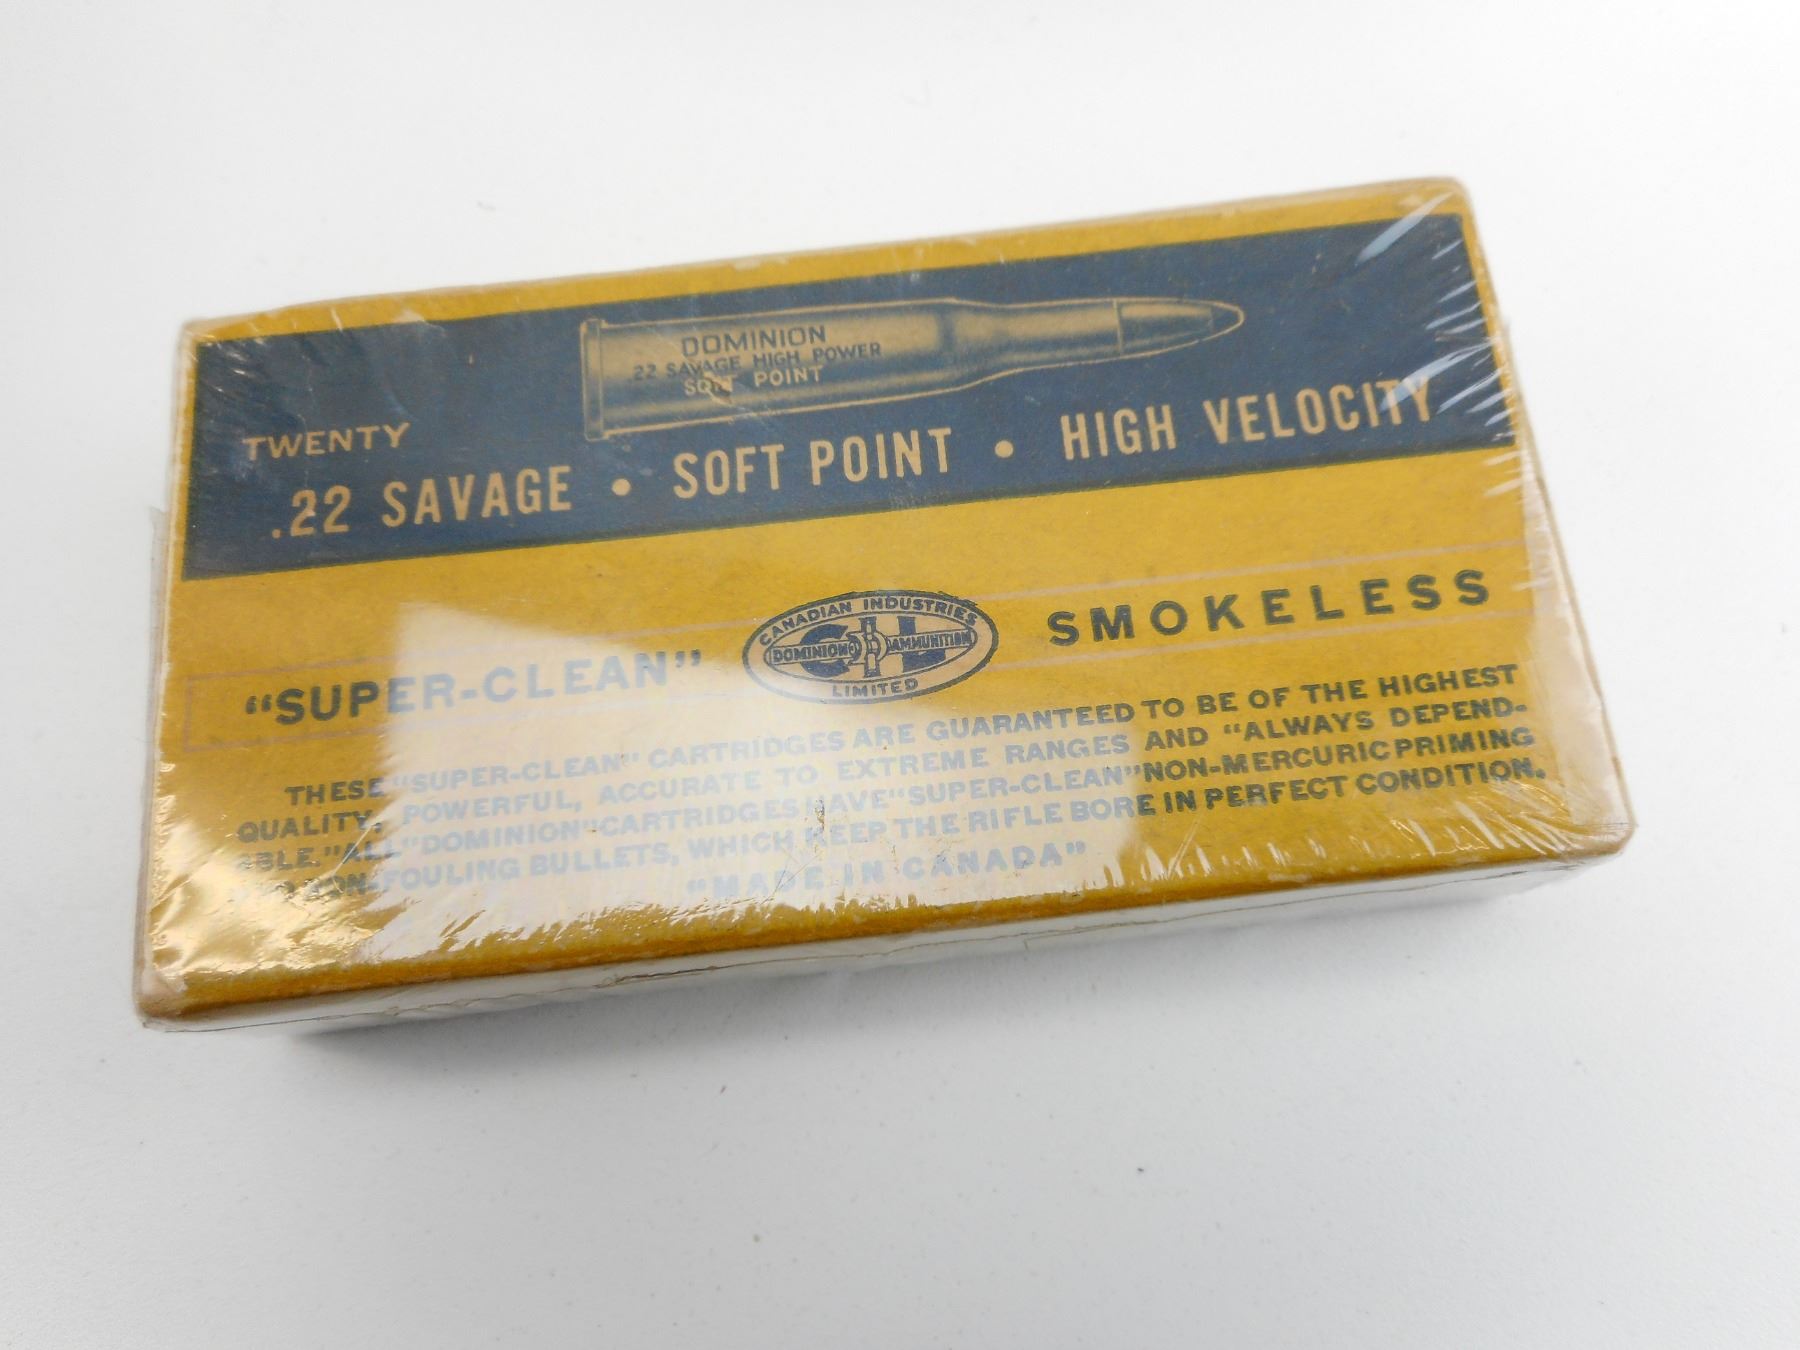 DOMINION
.22 SAVAGE HIGH POWER
SOFT POINT
TWENTY
.22 SAVAGE • SOFT POINT • HIGH VELOCITY
"SUPER-CLEAN"
CANADIAN INDUSTRIES
CIL
DOMINION AMMUNITION
LIMITED
SMOKELESS
THESE "SUPER-CLEAN" CARTRIDGES ARE GUARANTEED TO BE OF THE HIGHEST
QUALITY, POWERFUL, ACCURATE TO EXTREME RANGES AND "ALWAYS DEPEND-
ABLE." ALL "DOMINION" CARTRIDGES HAVE "SUPER-CLEAN" NON-MERCURIC PRIMING
AND NON-FOULING BULLETS, WHICH KEEP THE RIFLE BORE IN PERFECT CONDITION.
"MADE IN CANADA"